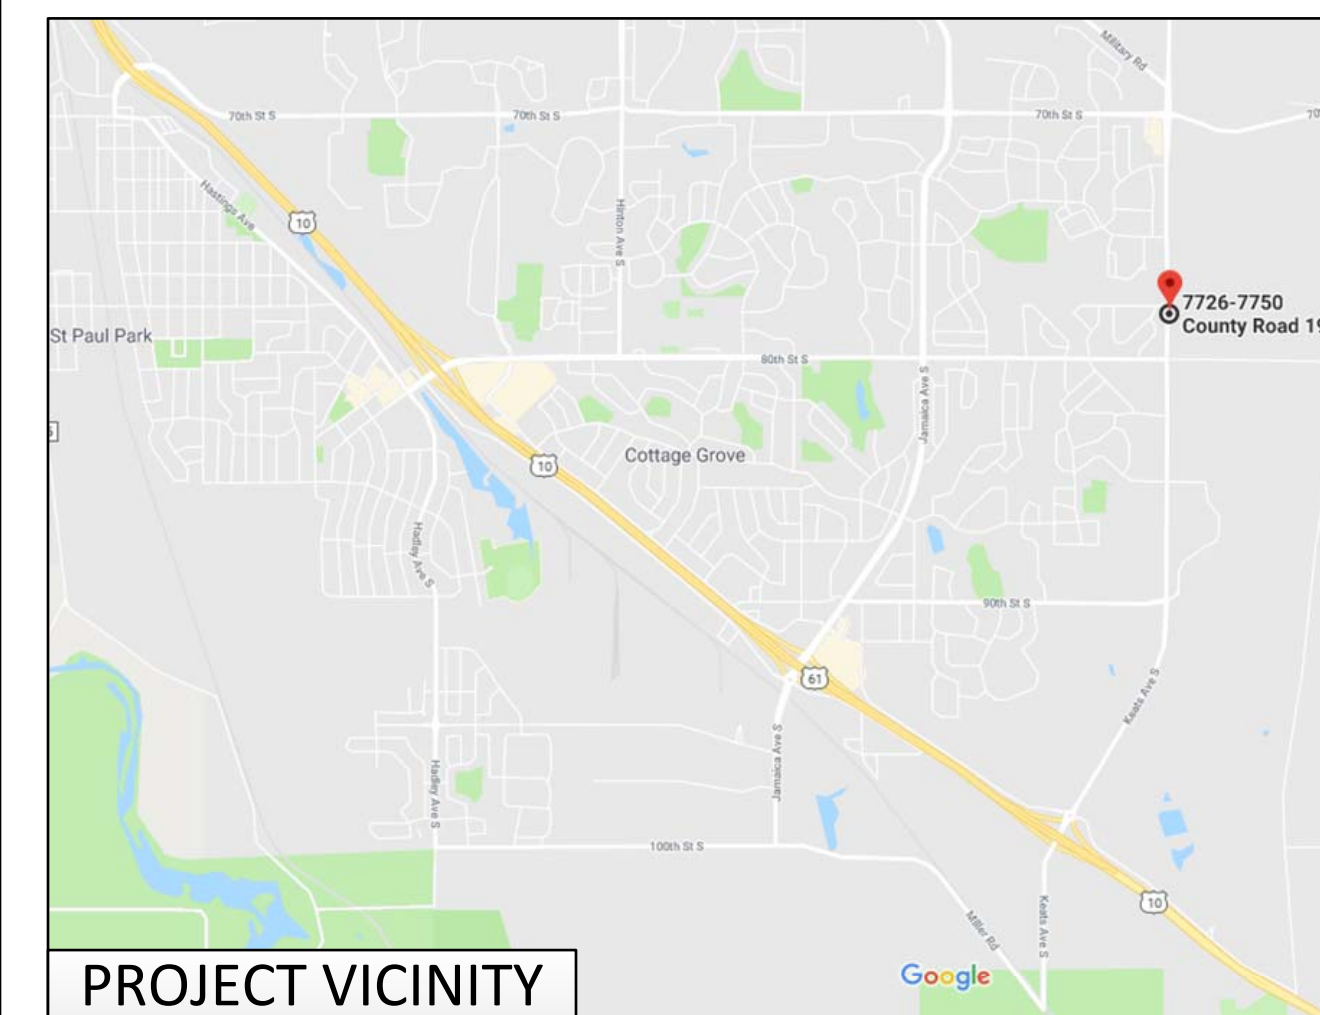 Military Rd
70th St S
70th St S
70th St S
70
Hastings Ave
10
Hinton Ave S
7726-7750
County Road 19
St Paul Park
80th St S
Jamaica Ave S
Cottage Grove
10
Hadley Ave S
90th St S
61
Keats Ave S
Jamaica Ave S
Hadley Ave S
100th St S
10
Keats Ave S
Miller Rd
Google
PROJECT VICINITY